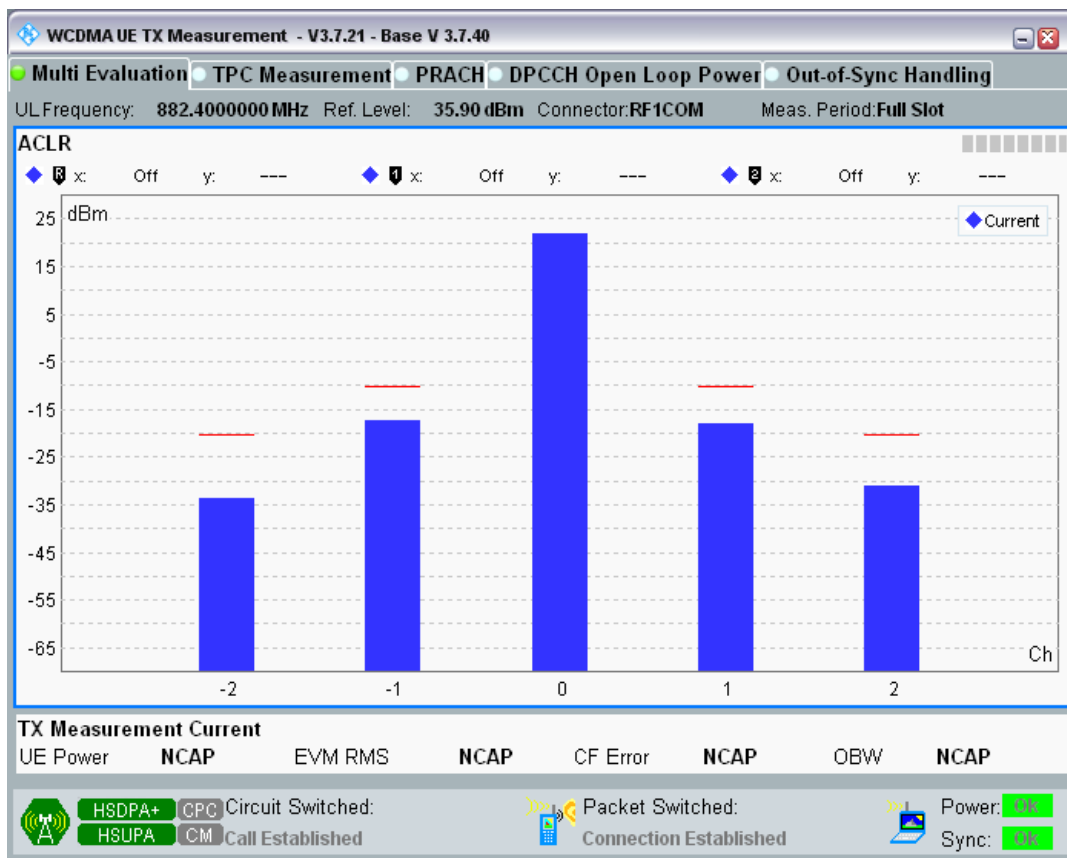 WCDMA UE TX Measurement - V3.7.21 - Base V 3.7.40
Multi Evaluation TPC Measurement PRACH DPCCH Open Loop Power Out-of-Sync Handling
UL Frequency: 882.4000000 MHz Ref. Level: 35.90 dBm Connector:RF1COM Meas. Period:Full Slot
ACLR
R x: Off y: --- 1 x: Off y: --- 2 x: Off y: ---
dBm
Current
25
15
5
-5
-15
-25
-35
-45
-55
-65
Ch
-2 -1 0 1 2
TX Measurement Current
UE Power NCAP EVM RMS NCAP CF Error NCAP OBW NCAP
HSDPA+ CPC Circuit Switched: Packet Switched: Power: Ok
HSUPA CM Call Established Connection Established Sync: Ok